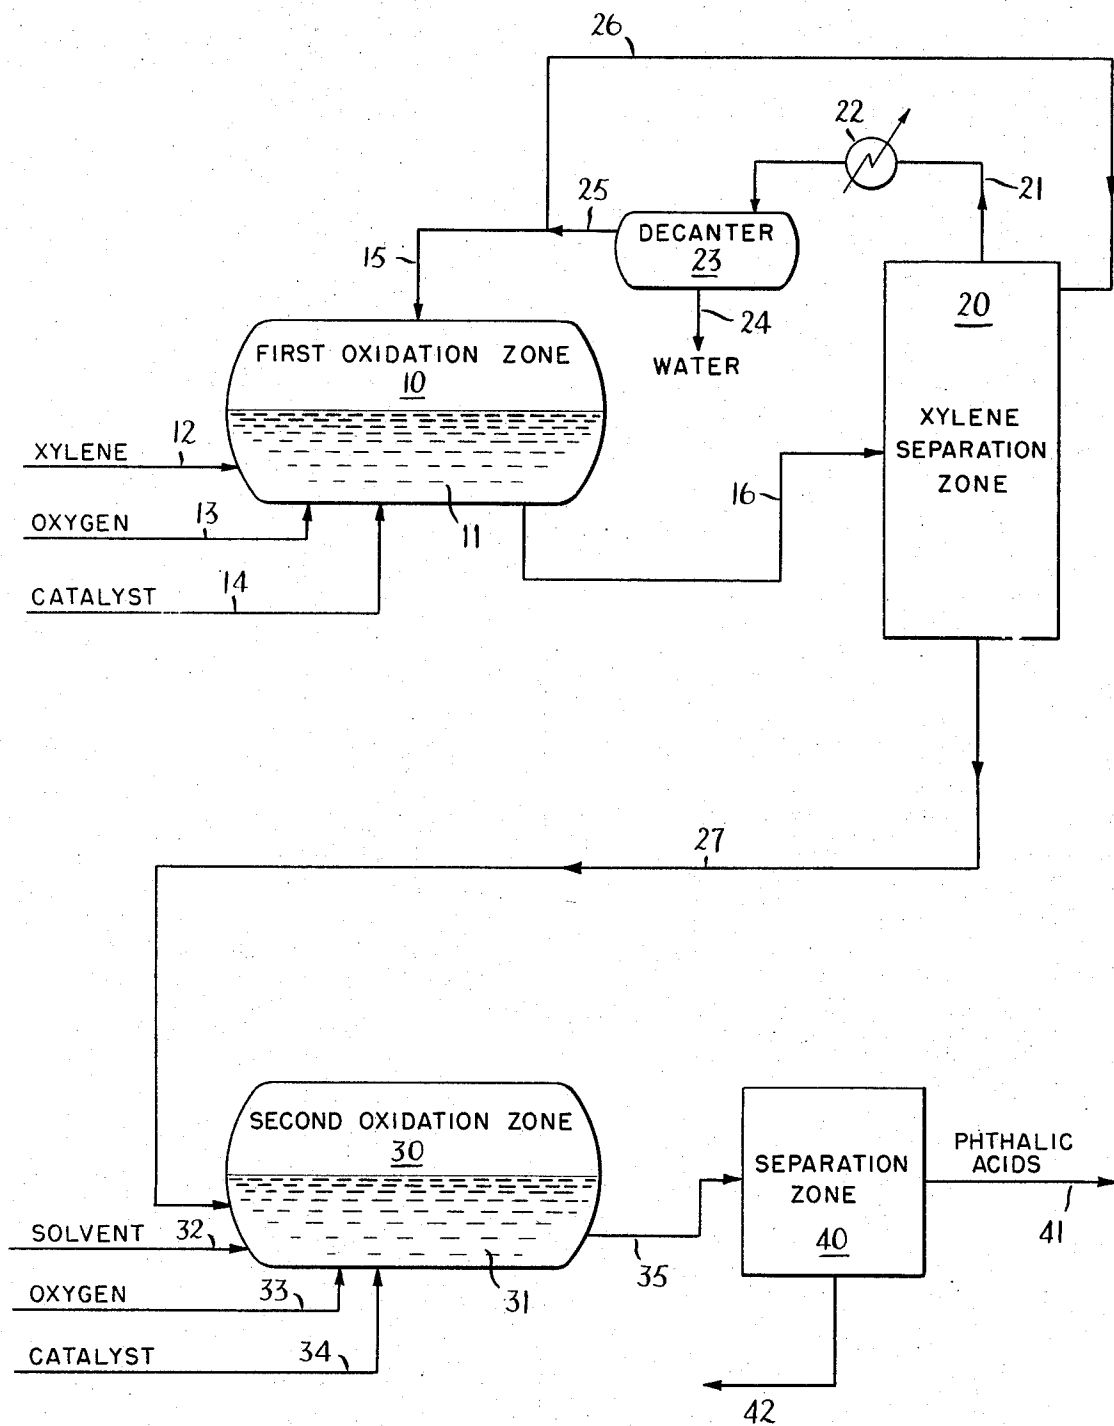 26
22
21
25
DECANTER
23
15
24
WATER
20
FIRST OXIDATION ZONE
10
XYLENE
SEPARATION
ZONE
XYLENE
12
16
OXYGEN
13
11
CATALYST
14
27
SECOND OXIDATION ZONE
30
PHTHALIC
ACIDS
SEPARATION
ZONE
40
41
SOLVENT
32
35
OXYGEN
33
31
CATALYST
34
42